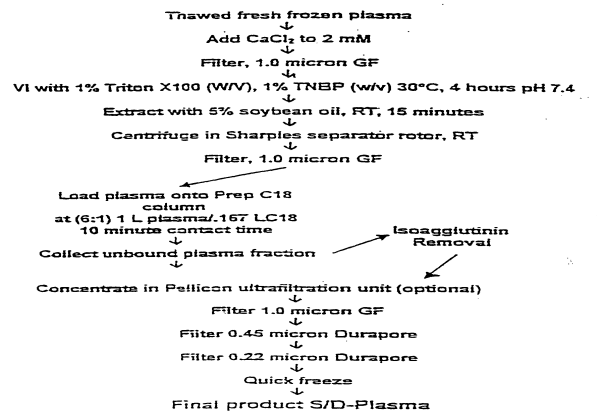 Thawed fresh frozen plasma
Add CaCl₂ to 2 mM
Filter, 1.0 micron GF
VI with 1% Triton X100 (W/V), 1% TNBP (w/v) 30°C, 4 hours pH 7.4
Extract with 5% soybean oil, RT, 15 minutes
Centrifuge in Sharples separator rotor, RT
Filter, 1.0 micron GF
Load plasma onto Prep C18
column
at (6:1) 1 L plasma/.167 LC18
10 minute contact time
Isoagglutinin
Removal
Collect unbound plasma fraction
Concentrate in Pellicon ultrafiltration unit (optional)
Filter 1.0 micron GF
Filter 0.45 micron Durapore
Filter 0.22 micron Durapore
Quick freeze
Final product S/D-Plasma